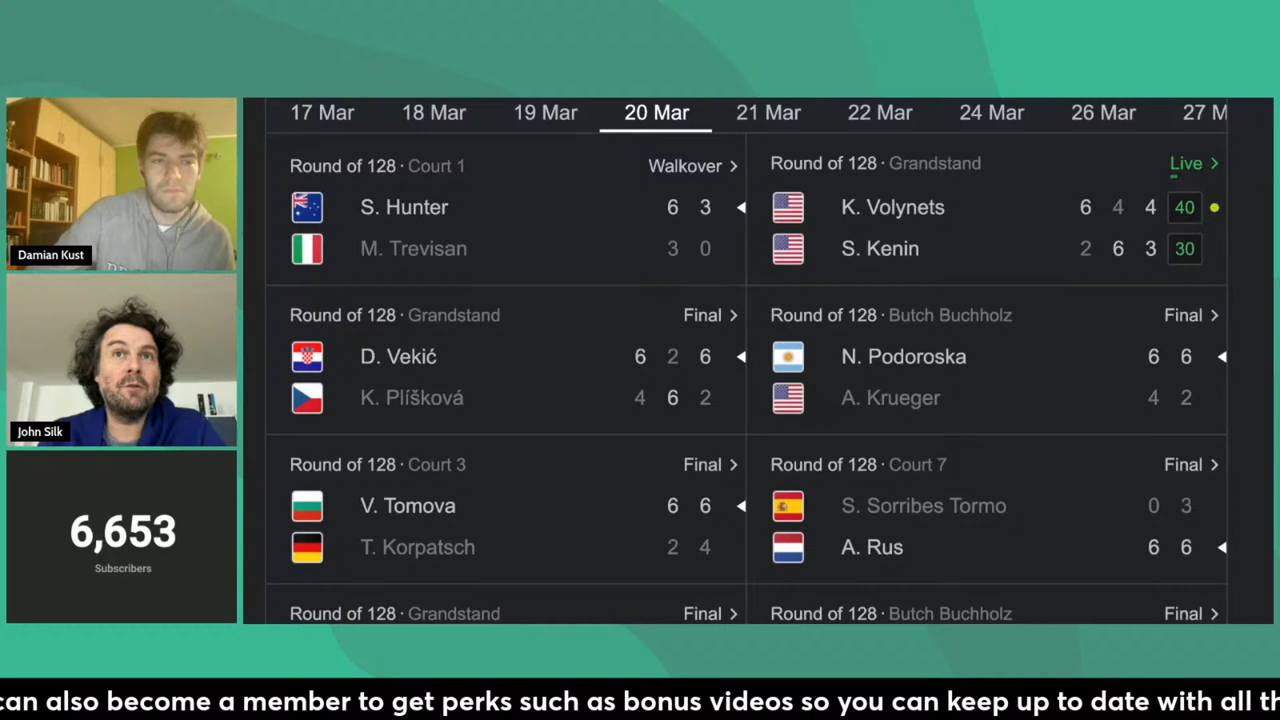 17 Mar 18 Mar 19 Mar 20 Mar 21 Mar 22 Mar 24 Mar 26 Mar 27 M
Round of 128 · Court 1 Walkover
S. Hunter 6 3
M. Trevisan 3 0
Round of 128 · Grandstand Live
K. Volynets 6 4 4 40
S. Kenin 2 6 3 30
Round of 128 · Grandstand Final
D. Vekić 6 2 6
K. Plíšková 4 6 2
Round of 128 · Butch Buchholz Final
N. Podoroska 6 6
A. Krueger 4 2
Round of 128 · Court 3 Final
V. Tomova 6 6
T. Korpatsch 2 4
Round of 128 · Court 7 Final
S. Sorribes Tormo 0 3
A. Rus 6 6
Round of 128 · Grandstand Final
Round of 128 · Butch Buchholz Final
Damian Kust
John Silk
6,653
Subscribers
can also become a member to get perks such as bonus videos so you can keep up to date with all th